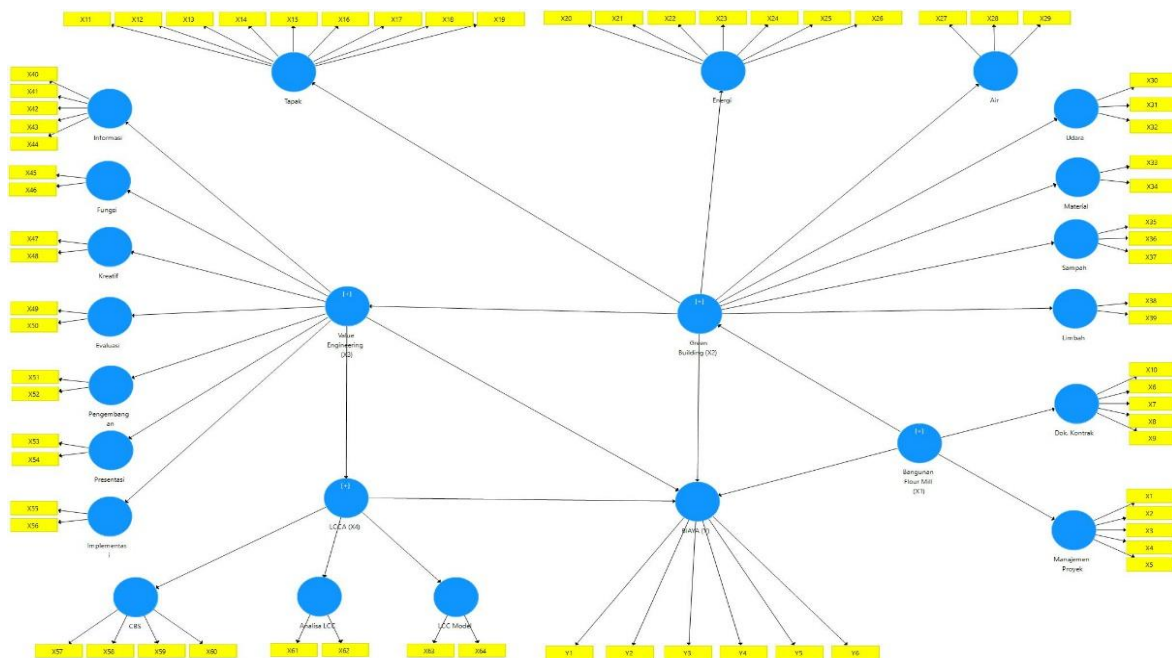 X11 X12 X13 X14 X15 X16 X17 X18 X19
X20 X21 X22 X23 X24 X25 X26
X27 X28 X29
Tapak
Energi
Air
X40
X41
X42
X43
X44
Informasi
X30
X31
X32
Udara
X45
X46
Fungsi
X33
X34
Material
X47
X48
Kreatif
X35
X36
X37
Sampah
X49
X50
Evaluasi
[+]
Value
Engineering
(X3)
[+]
Green
Building (X2)
X38
X39
Limbah
X51
X52
Pengembang
an
X10
X6
X7
X8
X9
Dok. Kontrak
X53
X54
Presentasi
[+]
Bangunan
Flour Mill
(X1)
X55
X56
Implementas
i
[+]
LCCA (X4)
BIAYA (Y)
X1
X2
X3
X4
X5
Manajemen
Proyek
CBS
Analisa LCC
LCC Model
X57 X58 X59 X60
X61 X62
X63 X64
Y1 Y2 Y3 Y4 Y5 Y6